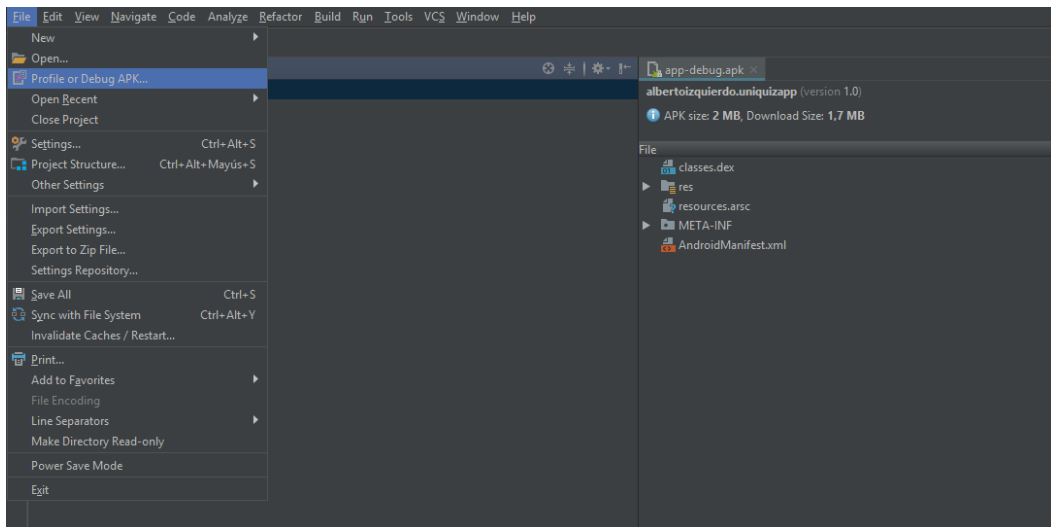 File Edit View Navigate Code Analyze Refactor Build Run Tools VCS Window Help
New
Open...
Profile or Debug APK...
Open Recent
Close Project
Settings... Ctrl+Alt+S
Project Structure... Ctrl+Alt+Mayús+S
Other Settings
Import Settings...
Export Settings...
Export to Zip File...
Settings Repository...
Save All Ctrl+S
Sync with File System Ctrl+Alt+Y
Invalidate Caches / Restart...
Print...
Add to Favorites
File Encoding
Line Separators
Make Directory Read-only
Power Save Mode
Exit
app-debug.apk
albertoizquierdo.uniquizapp (version 1.0)
APK size: 2 MB, Download Size: 1,7 MB
File
classes.dex
res
resources.arsc
META-INF
AndroidManifest.xml